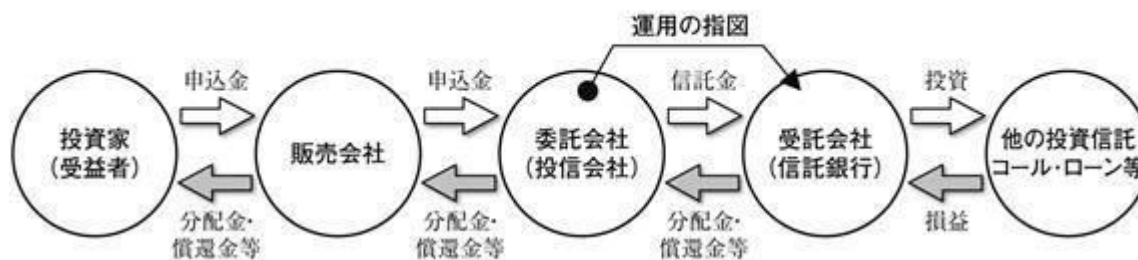 運用の指図
申込金
申込金
信託金
投資
投資家
(受益者)
販売会社
委託会社
(投信会社)
受託会社
(信託銀行)
他の投資信託
コール・ローン等
分配金・
償還金等
分配金・
償還金等
分配金・
償還金等
損益